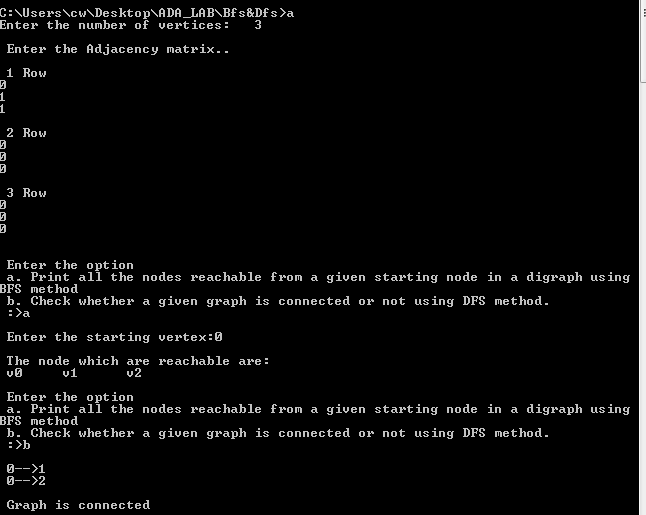 C:\Users\cw\Desktop\ADA_LAB\Bfs&Dfs>a
Enter the number of vertices: 3
Enter the Adjacency matrix..
1 Row
0
1
1
2 Row
0
0
0
3 Row
0
0
0
Enter the option
a. Print all the nodes reachable from a given starting node in a digraph using
BFS method
b. Check whether a given graph is connected or not using DFS method.
:>a
Enter the starting vertex:0
The node which are reachable are:
v0 v1 v2
Enter the option
a. Print all the nodes reachable from a given starting node in a digraph using
BFS method
b. Check whether a given graph is connected or not using DFS method.
:>b
0-->1
0-->2
Graph is connected